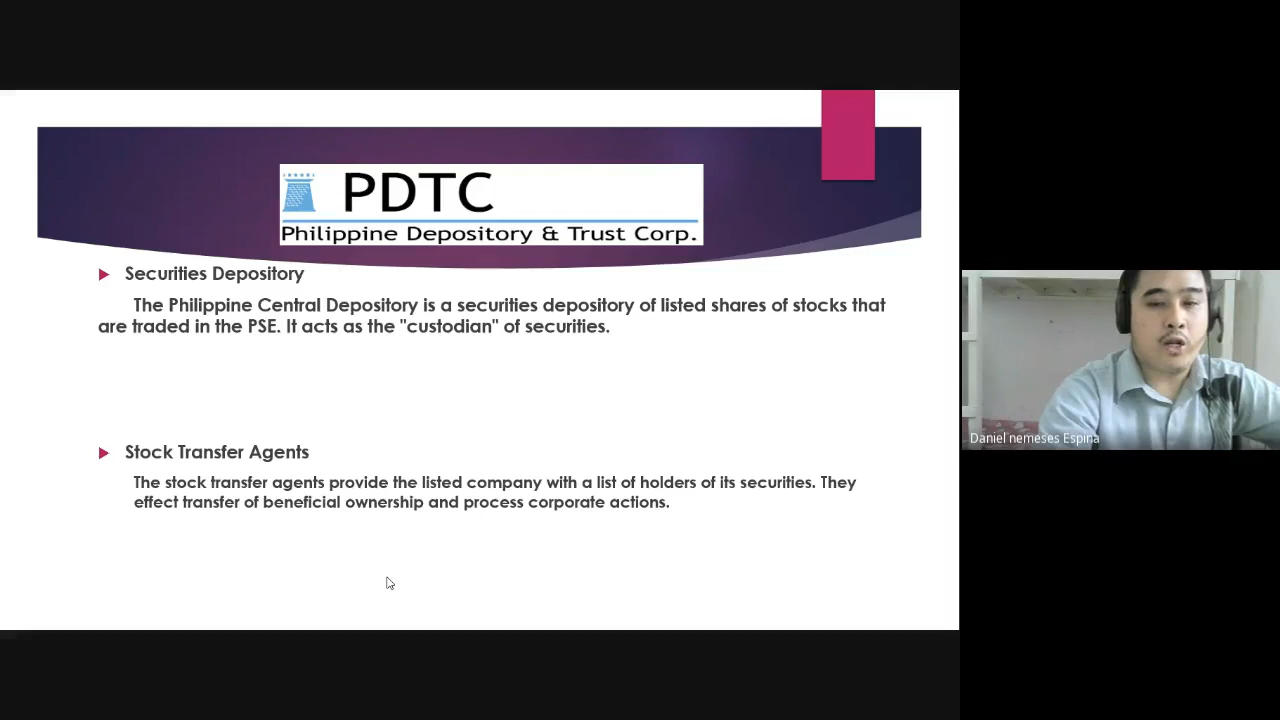 PDTC
Philippine Depository & Trust Corp.
Securities Depository
The Philippine Central Depository is a securities depository of listed shares of stocks that
are traded in the PSE. It acts as the "custodian" of securities.
Stock Transfer Agents
The stock transfer agents provide the listed company with a list of holders of its securities. They
effect transfer of beneficial ownership and process corporate actions.
Daniel nemeses Espina